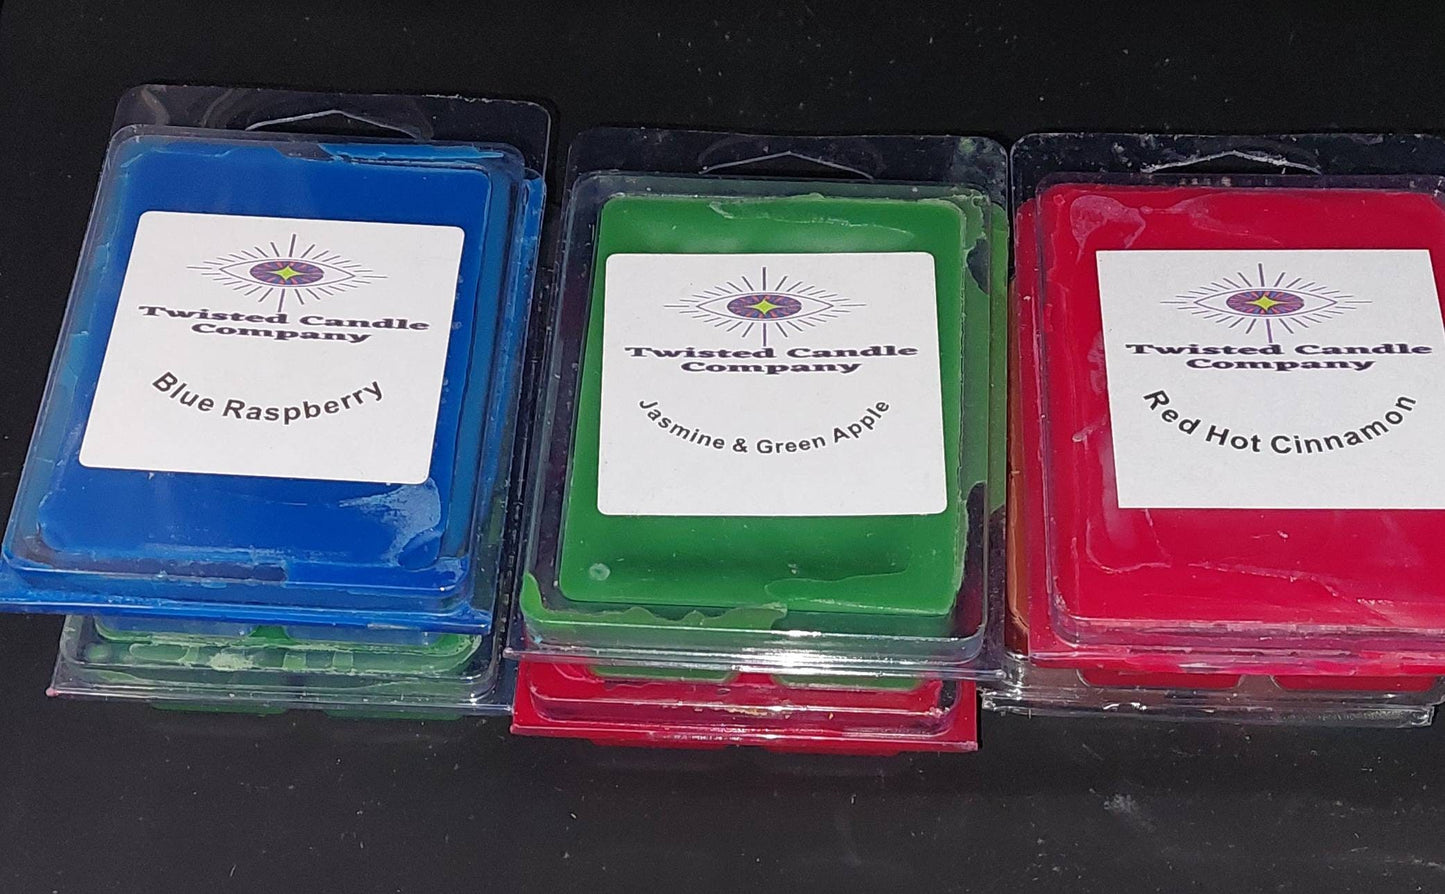 Twisted Candle
Company
Blue Raspberry
Twisted Candle
Company
Jasmine & Green Apple
Twisted Candle
Company
Red Hot Cinnamon